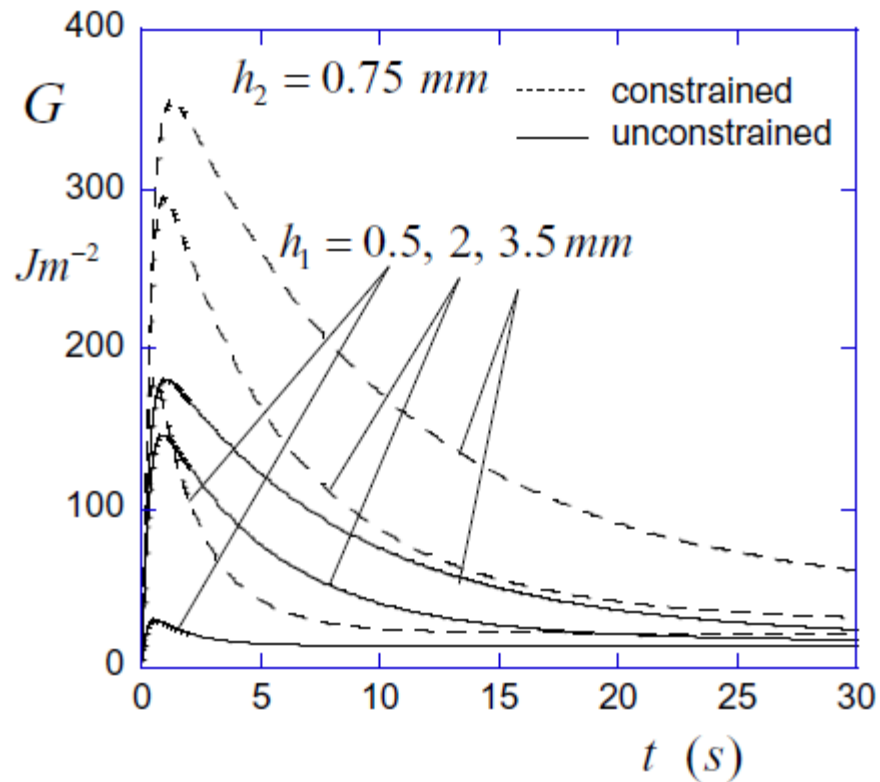 400
h₂ = 0.75 mm
constrained
G
unconstrained
300
h₁ = 0.5, 2, 3.5 mm
Jm⁻²
200
100
0
0 5 10 15 20 25 30
t (s)